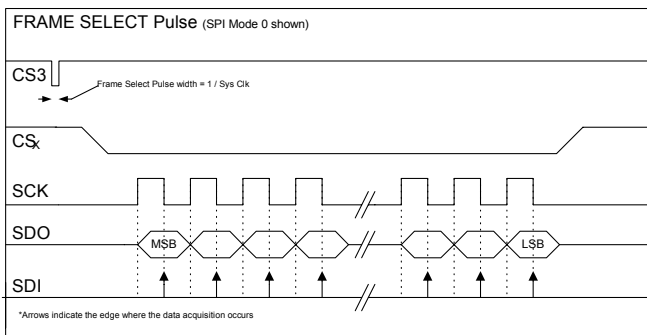 FRAME SELECT Pulse (SPI Mode 0 shown)
CS3
Frame Select Pulse width = 1 / Sys Clk
CSx
SCK
SDO
MSB
LSB
SDI
*Arrows indicate the edge where the data acquisition occurs